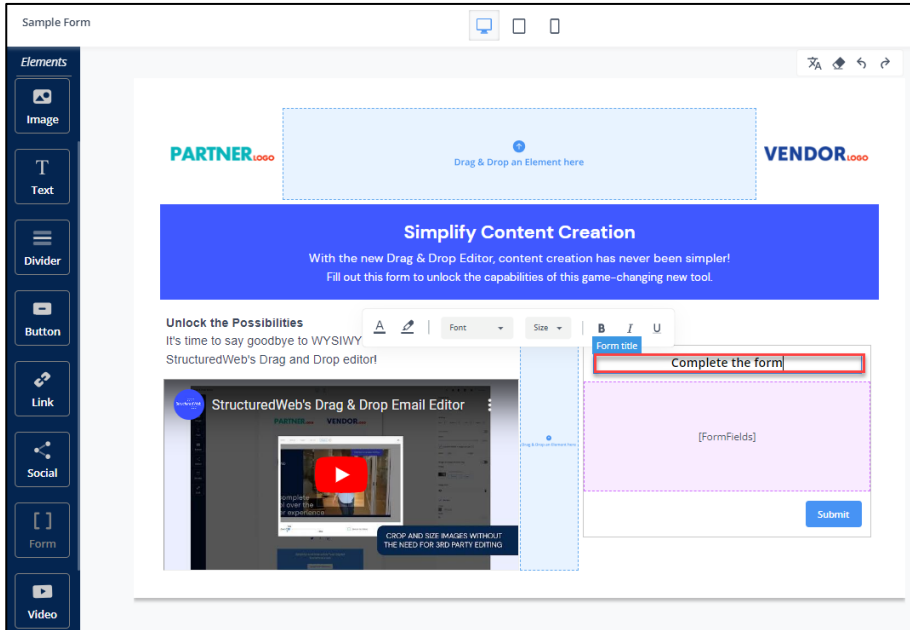 Sample Form
Elements
Image
Text
Divider
Button
Link
Social
Form
Video
PARTNER LOGO
Drag & Drop an Element here
VENDOR LOGO
Simplify Content Creation
With the new Drag & Drop Editor, content creation has never been simpler!
Fill out this form to unlock the capabilities of this game-changing new tool.
Unlock the Possibilities
It's time to say goodbye to WYSIWY
StructuredWeb's Drag and Drop editor!
A
Font
Size
B I U
Form title
Complete the form
StructuredWeb's Drag & Drop Email Editor
PARTNER
VENDOR
CROP AND SIZE IMAGES WITHOUT
THE NEED FOR 3RD PARTY EDITING
Drag & Drop an Element here
[FormFields]
Submit